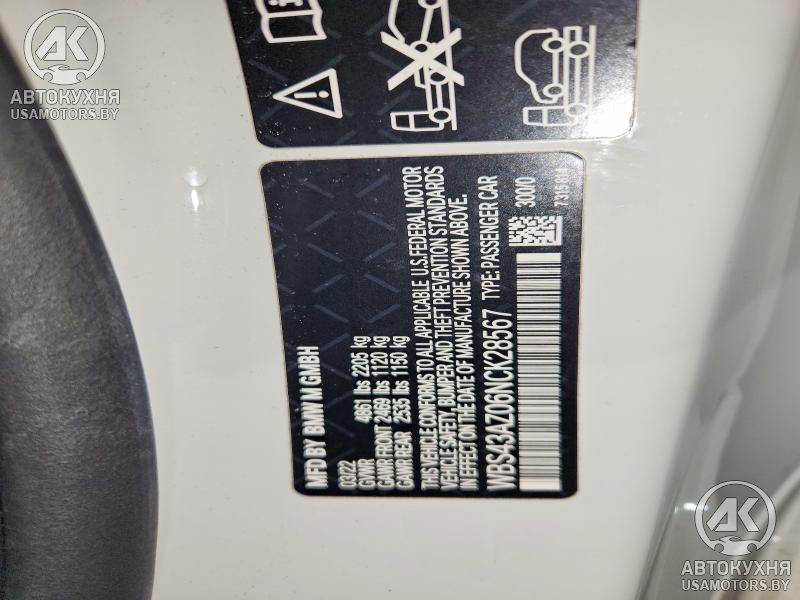 AK
АВТОКУХНЯ
USAMOTORS.BY
MFD BY BMW M GMBH
03/22
GVWR 4861 lbs 2205 kg
GAWR FRONT 2469 lbs 1120 kg
GAWR REAR 2535 lbs 1150 kg
THIS VEHICLE CONFORMS TO ALL APPLICABLE U.S.FEDERAL MOTOR
VEHICLE SAFETY, BUMPER AND THEFT PREVENTION STANDARDS
IN EFFECT ON THE DATE OF MANUFACTURE SHOWN ABOVE.
WBS43AZ06NCK28567 TYPE: PASSENGER CAR
300/0
AK
АВТОКУХНЯ
USAMOTORS.BY